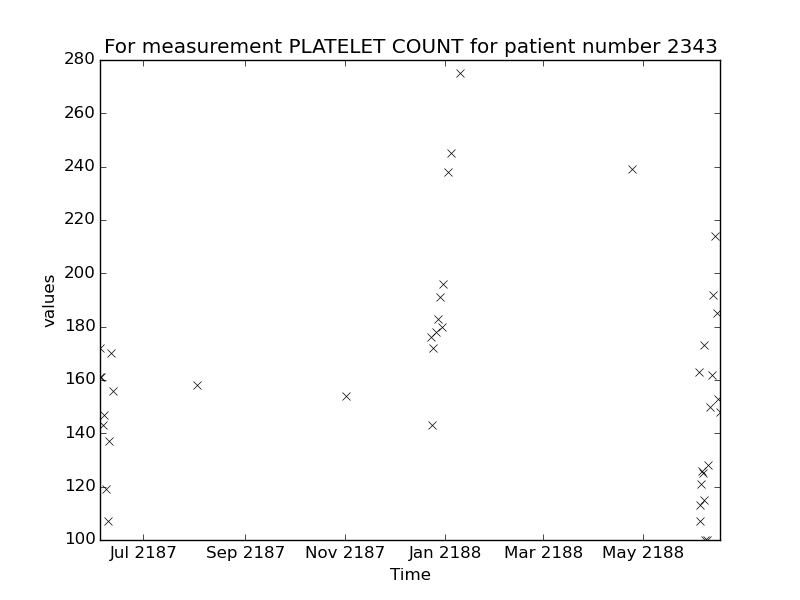 For measurement PLATELET COUNT for patient number 2343
280
260
240
220
200
180
160
140
120
100
values
Jul 2187 Sep 2187 Nov 2187 Jan 2188 Mar 2188 May 2188
Time